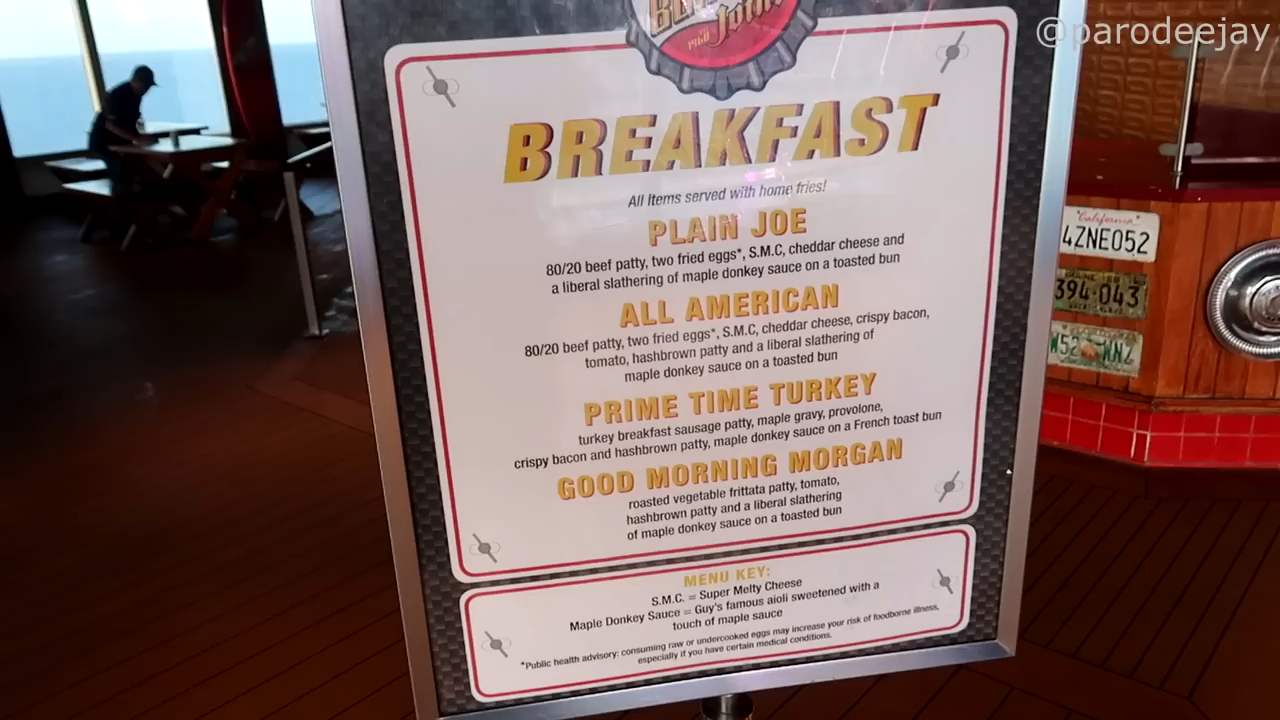 @parodeejay
Joint
BREAKFAST
All Items served with home fries!
PLAIN JOE
80/20 beef patty, two fried eggs*, S.M.C, cheddar cheese and
a liberal slathering of maple donkey sauce on a toasted bun
ALL AMERICAN
80/20 beef patty, two fried eggs*, S.M.C, cheddar cheese, crispy bacon,
tomato, hashbrown patty and a liberal slathering of
maple donkey sauce on a toasted bun
PRIME TIME TURKEY
turkey breakfast sausage patty, maple gravy, provolone,
crispy bacon and hashbrown patty, maple donkey sauce on a French toast bun
GOOD MORNING MORGAN
roasted vegetable frittata patty, tomato,
hashbrown patty and a liberal slathering
of maple donkey sauce on a toasted bun
MENU KEY:
S.M.C. = Super Melty Cheese
Maple Donkey Sauce = Guy's famous aioli sweetened with a
touch of maple sauce
*Public health advisory: consuming raw or undercooked eggs may increase your risk of foodborne illness,
especially if you have certain medical conditions.
California
4ZNE052
394·043